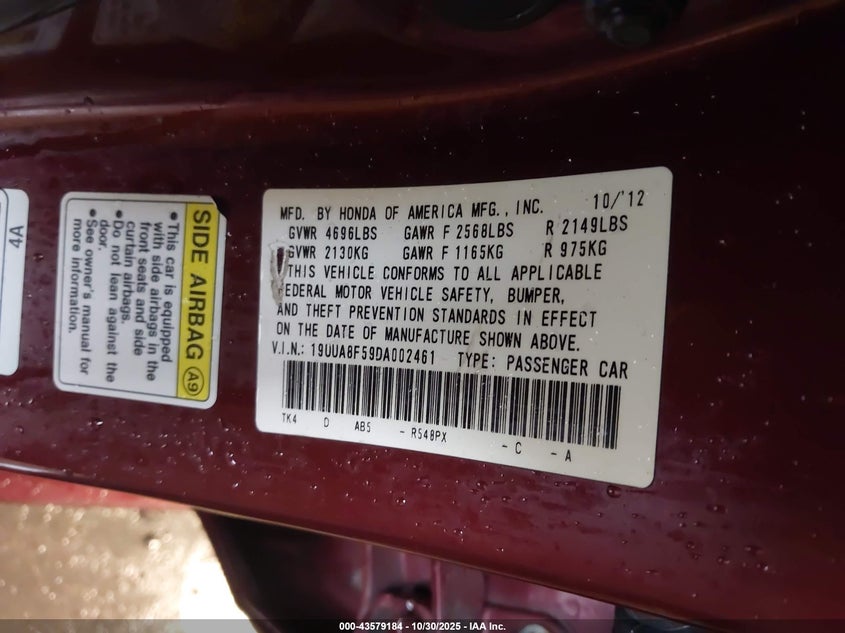 4A
SIDE AIRBAG A9
• This car is equipped
with side airbags in the
front seats and side
curtain airbags.
• Do not lean against the
door.
• See owner's manual for
more information.
MFD. BY HONDA OF AMERICA MFG., INC. 10/'12
GVWR 4696LBS GAWR F 2568LBS R 2149LBS
GVWR 2130KG GAWR F 1165KG R 975KG
THIS VEHICLE CONFORMS TO ALL APPLICABLE
FEDERAL MOTOR VEHICLE SAFETY, BUMPER,
AND THEFT PREVENTION STANDARDS IN EFFECT
ON THE DATE OF MANUFACTURE SHOWN ABOVE.
V.I.N.: 19UUA8F59DA002461 TYPE: PASSENGER CAR
TK4 D AB5 - R548PX - C - A
000-43579184 - 10/30/2025 - IAA Inc.